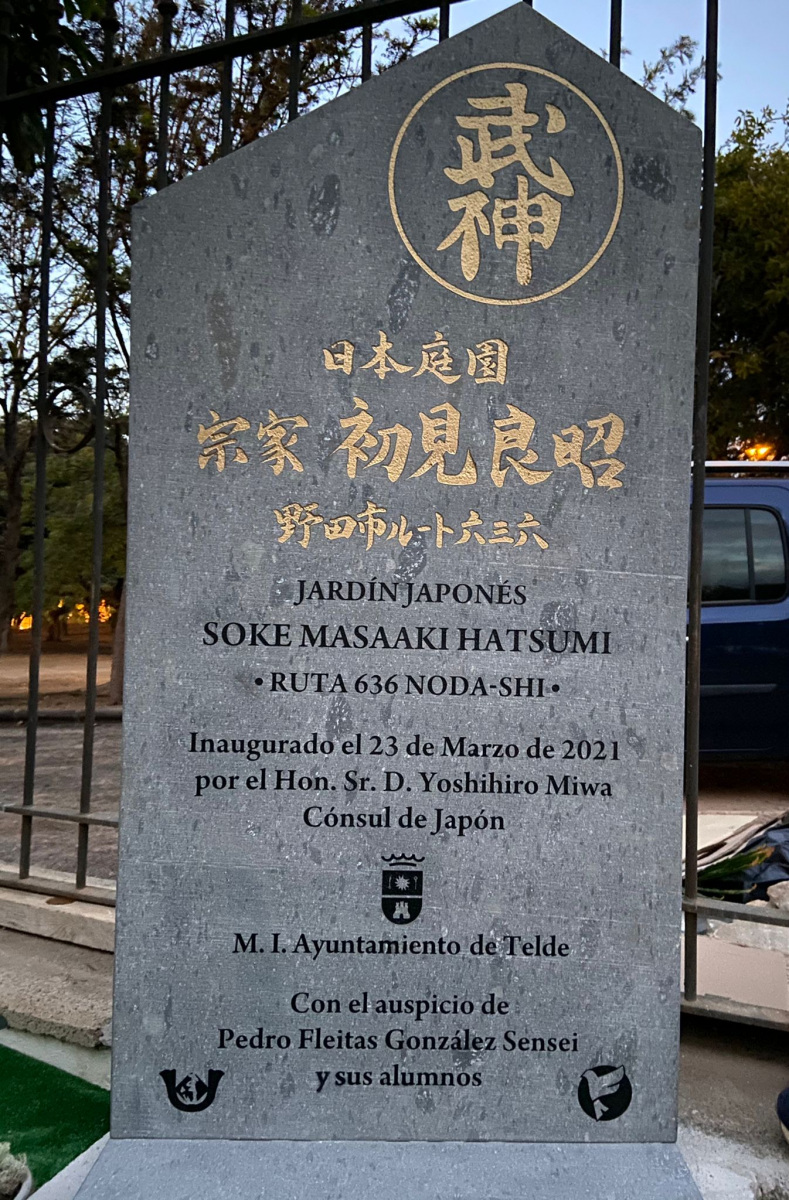 武神
日本庭園
宗家 初見良昭
野田市ルート六三六
JARDÍN JAPONÉS
SOKE MASAAKI HATSUMI
• RUTA 636 NODA-SHI •
Inaugurado el 23 de Marzo de 2021
por el Hon. Sr. D. Yoshihiro Miwa
Cónsul de Japón
M. I. Ayuntamiento de Telde
Con el auspicio de
Pedro Fleitas González Sensei
y sus alumnos